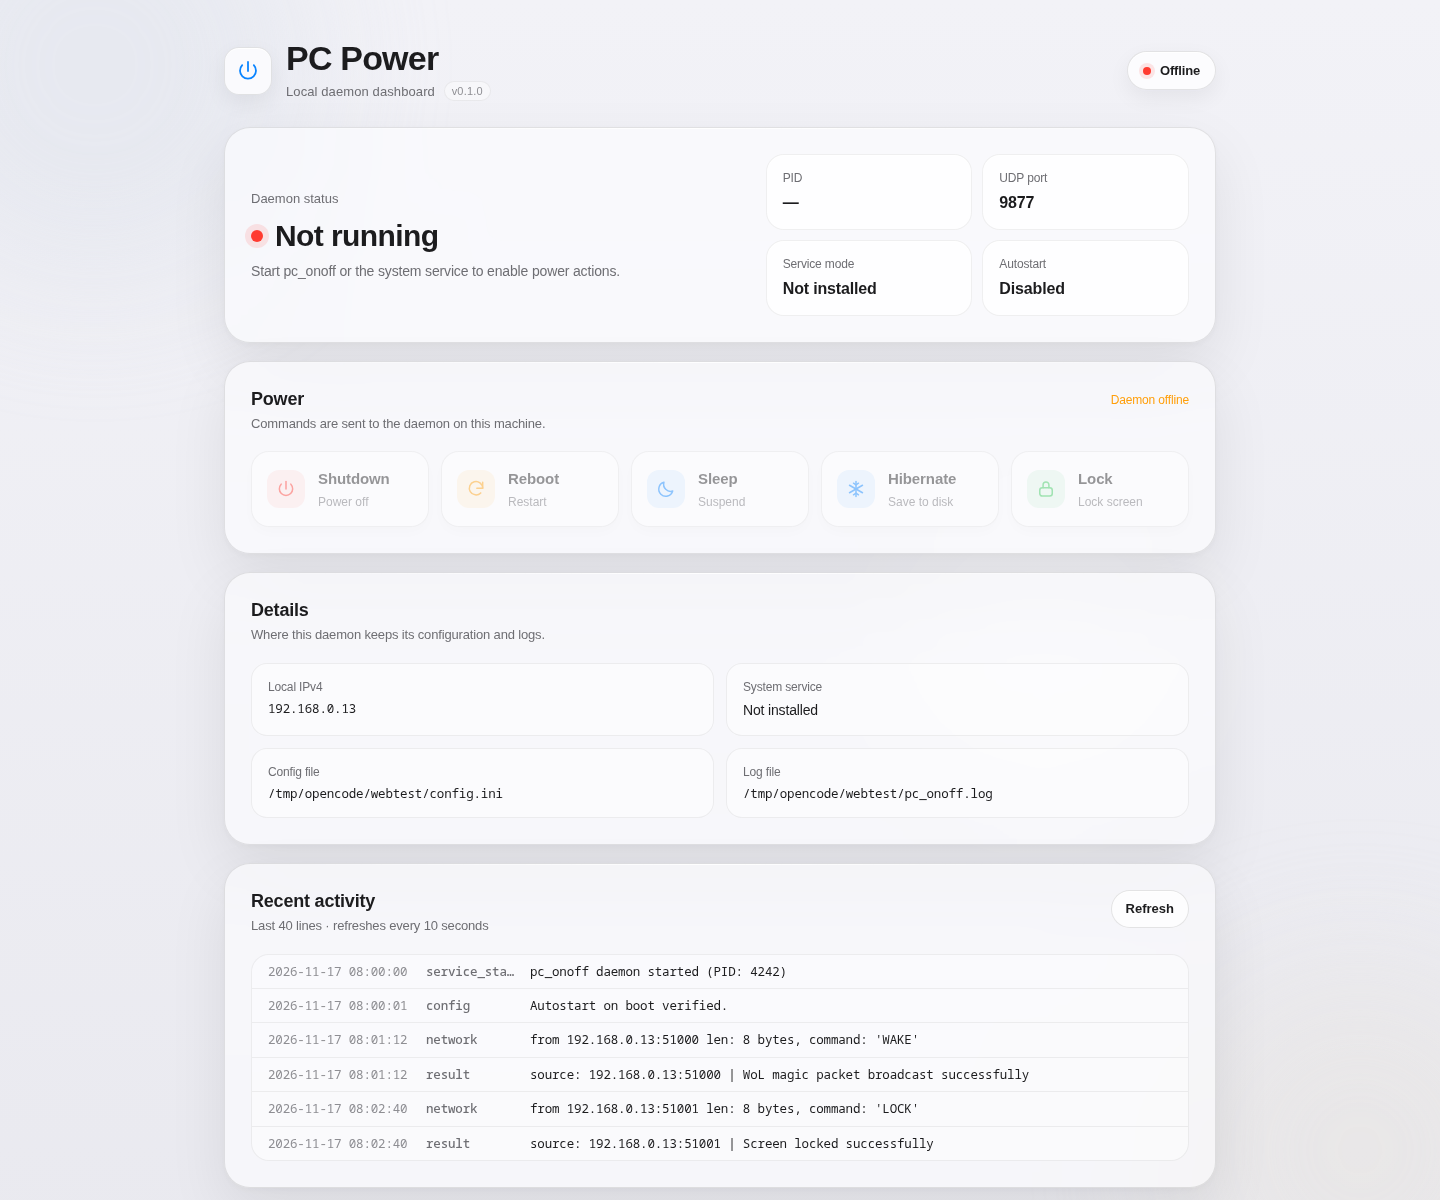 PC Power
Local daemon dashboard v0.1.0
Offline
Daemon status
Not running
Start pc_onoff or the system service to enable power actions.
PID
—
UDP port
9877
Service mode
Not installed
Autostart
Disabled
Power
Commands are sent to the daemon on this machine.
Daemon offline
Shutdown
Power off
Reboot
Restart
Sleep
Suspend
Hibernate
Save to disk
Lock
Lock screen
Details
Where this daemon keeps its configuration and logs.
Local IPv4
192.168.0.13
System service
Not installed
Config file
/tmp/opencode/webtest/config.ini
Log file
/tmp/opencode/webtest/pc_onoff.log
Recent activity
Last 40 lines · refreshes every 10 seconds
Refresh
2026-11-17 08:00:00 service_sta… pc_onoff daemon started (PID: 4242)
2026-11-17 08:00:01 config Autostart on boot verified.
2026-11-17 08:01:12 network from 192.168.0.13:51000 len: 8 bytes, command: 'WAKE'
2026-11-17 08:01:12 result source: 192.168.0.13:51000 | WoL magic packet broadcast successfully
2026-11-17 08:02:40 network from 192.168.0.13:51001 len: 8 bytes, command: 'LOCK'
2026-11-17 08:02:40 result source: 192.168.0.13:51001 | Screen locked successfully